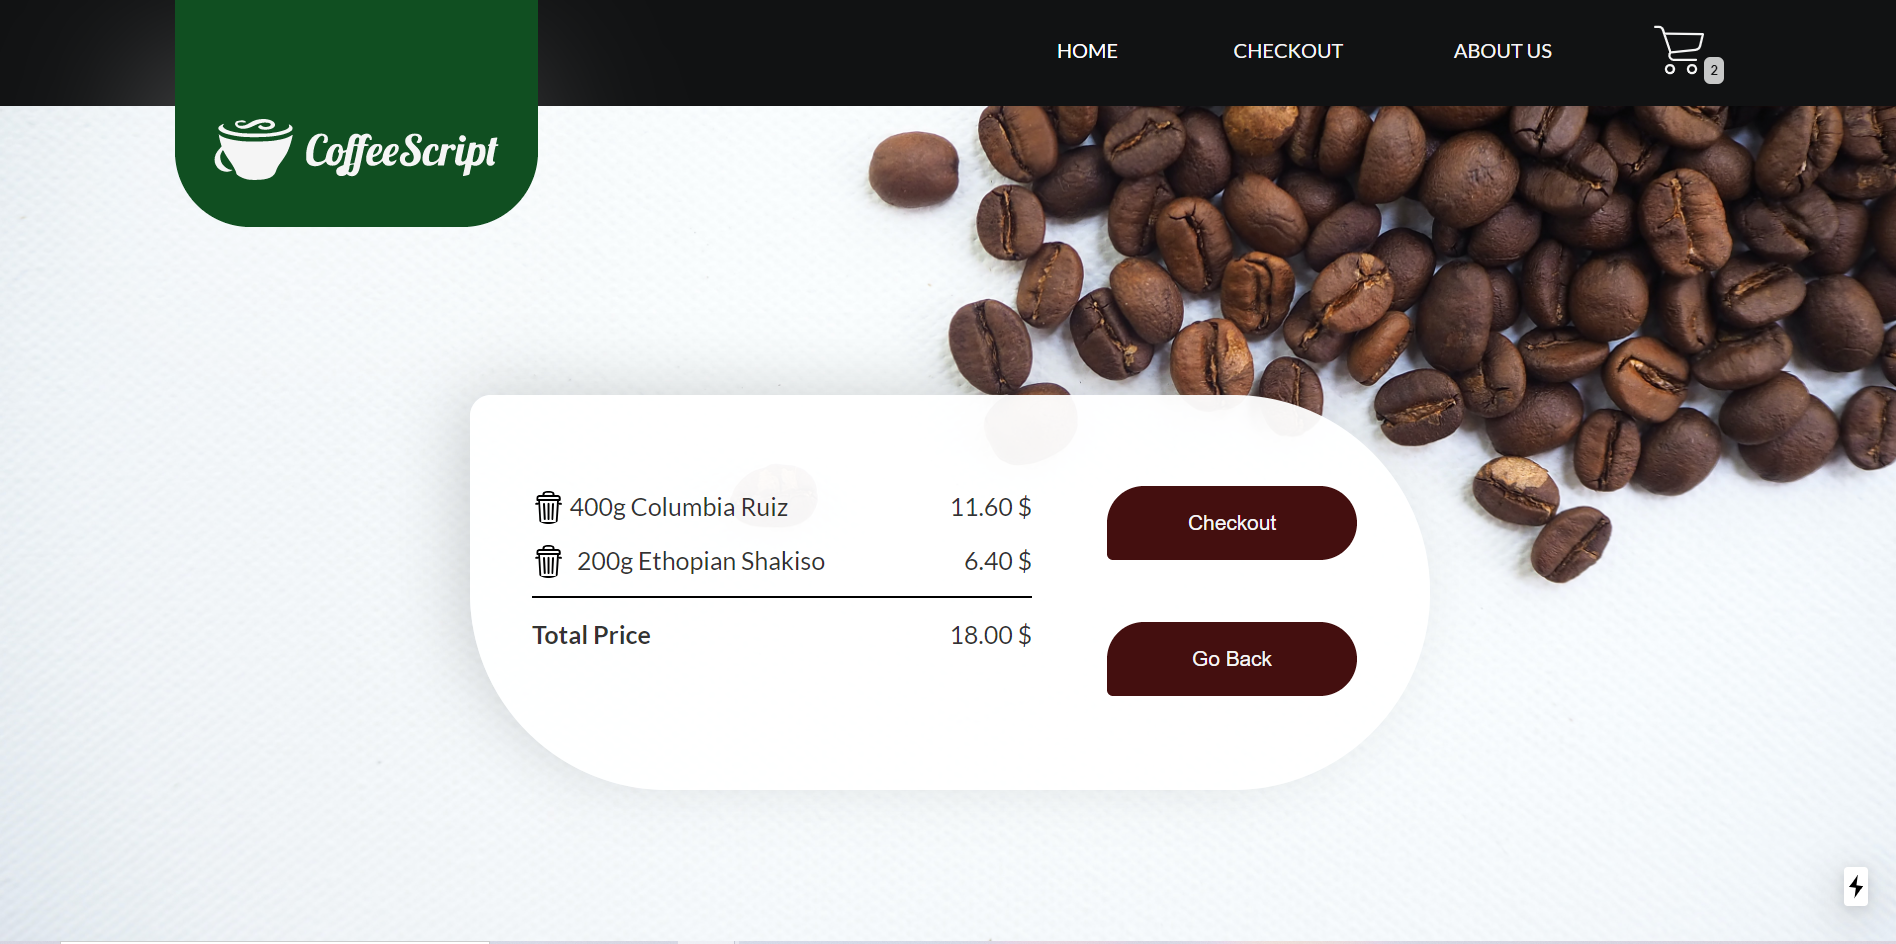 HOME CHECKOUT ABOUT US
2
CoffeeScript
400g Columbia Ruiz 11.60 $
Checkout
200g Ethopian Shakiso 6.40 $
Total Price 18.00 $
Go Back